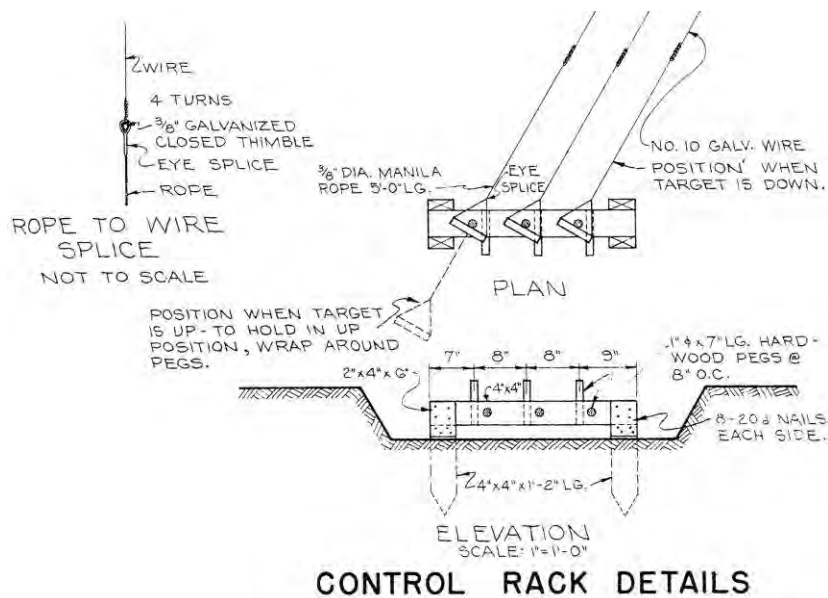 WIRE
4 TURNS
3/8" GALVANIZED
CLOSED THIMBLE
EYE SPLICE
ROPE
ROPE TO WIRE
SPLICE
NOT TO SCALE
3/8" DIA. MANILA
ROPE 5'-0" LG.
EYE
SPLICE
NO. 10 GALV. WIRE
POSITION WHEN
TARGET IS DOWN.
PLAN
POSITION WHEN TARGET
IS UP - TO HOLD IN UP
POSITION, WRAP AROUND
PEGS.
7" 8" 8" 9"
1" φ x 7" LG. HARD-
WOOD PEGS @
8" O.C.
2"x4"x6"
4"x4"
8-20d NAILS
EACH SIDE.
4"x4"x1'-2" LG.
ELEVATION
SCALE: 1"=1'-0"
CONTROL RACK DETAILS